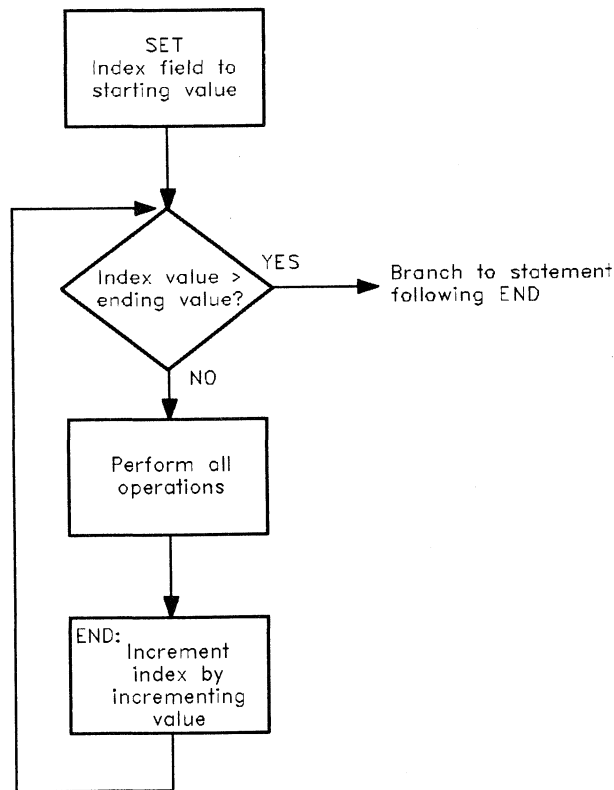 SET
Index field to
starting value
Index value >
ending value?
YES
Branch to statement
following END
NO
Perform all
operations
END:
Increment
index by
incrementing
value